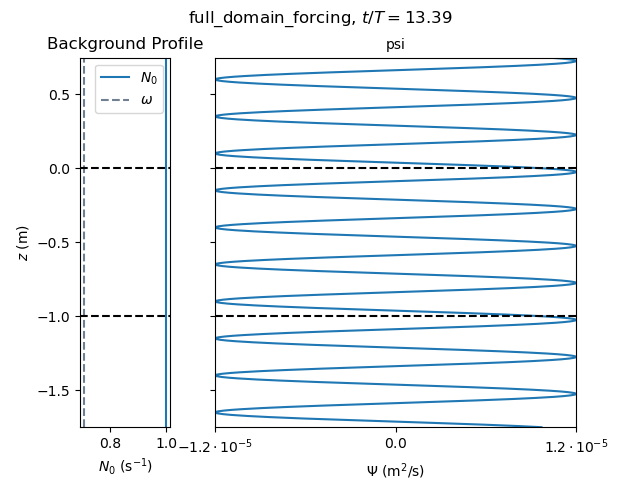 full_domain_forcing, t/T = 13.39
Background Profile
psi
N₀
ω
0.5
0.0
−0.5
−1.0
−1.5
z (m)
0.8
1.0
−1.2 · 10⁻⁵
0.0
1.2 · 10⁻⁵
N₀ (s⁻¹)
Ψ (m²/s)